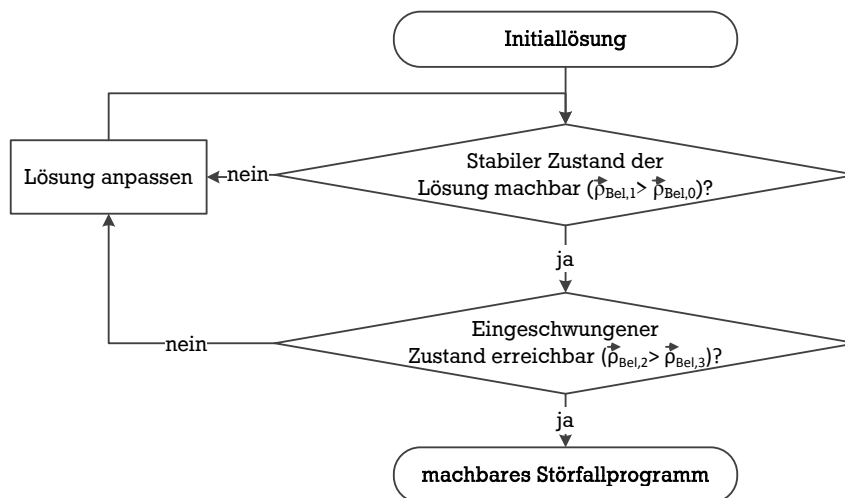 Initiallösung
Stabiler Zustand der
Lösung machbar (ρ⃗Bel,1> ρ⃗Bel,0)?
Lösung anpassen
nein
ja
Eingeschwungener
Zustand erreichbar (ρ⃗Bel,2> ρ⃗Bel,3)?
nein
ja
machbares Störfallprogramm